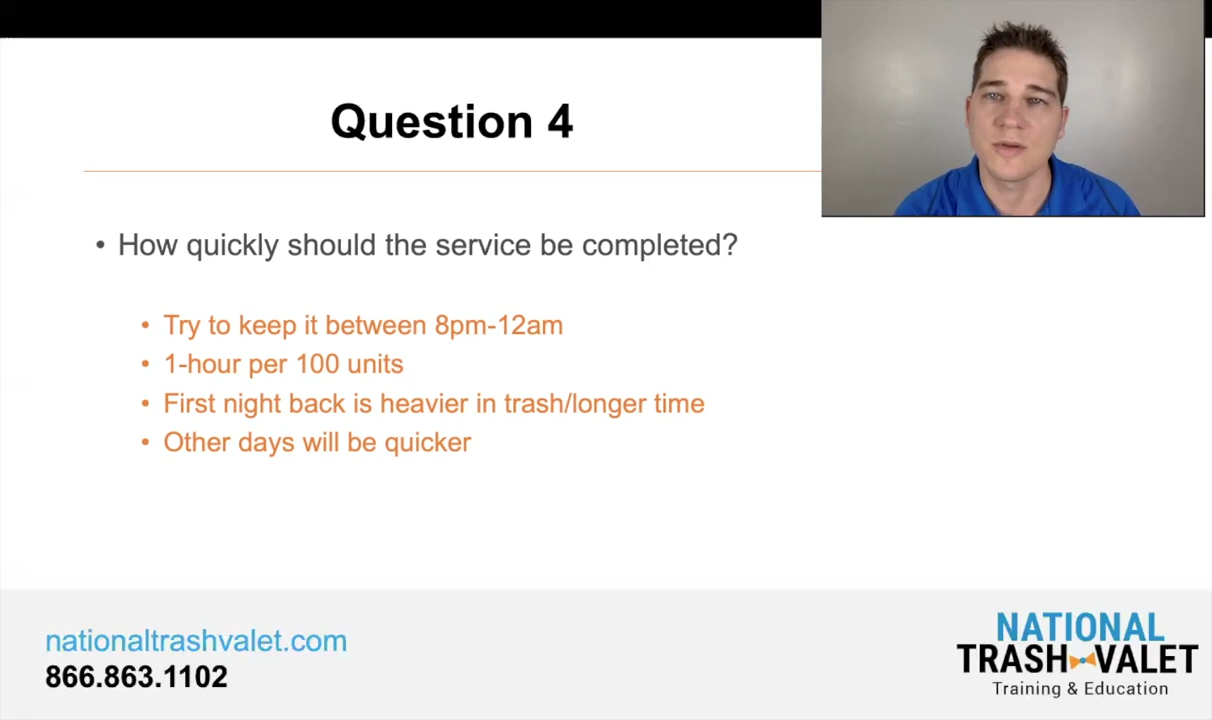 Question 4
• How quickly should the service be completed?
• Try to keep it between 8pm-12am
• 1-hour per 100 units
• First night back is heavier in trash/longer time
• Other days will be quicker
nationaltrashvalet.com
866.863.1102
NATIONAL
TRASH VALET
Training & Education